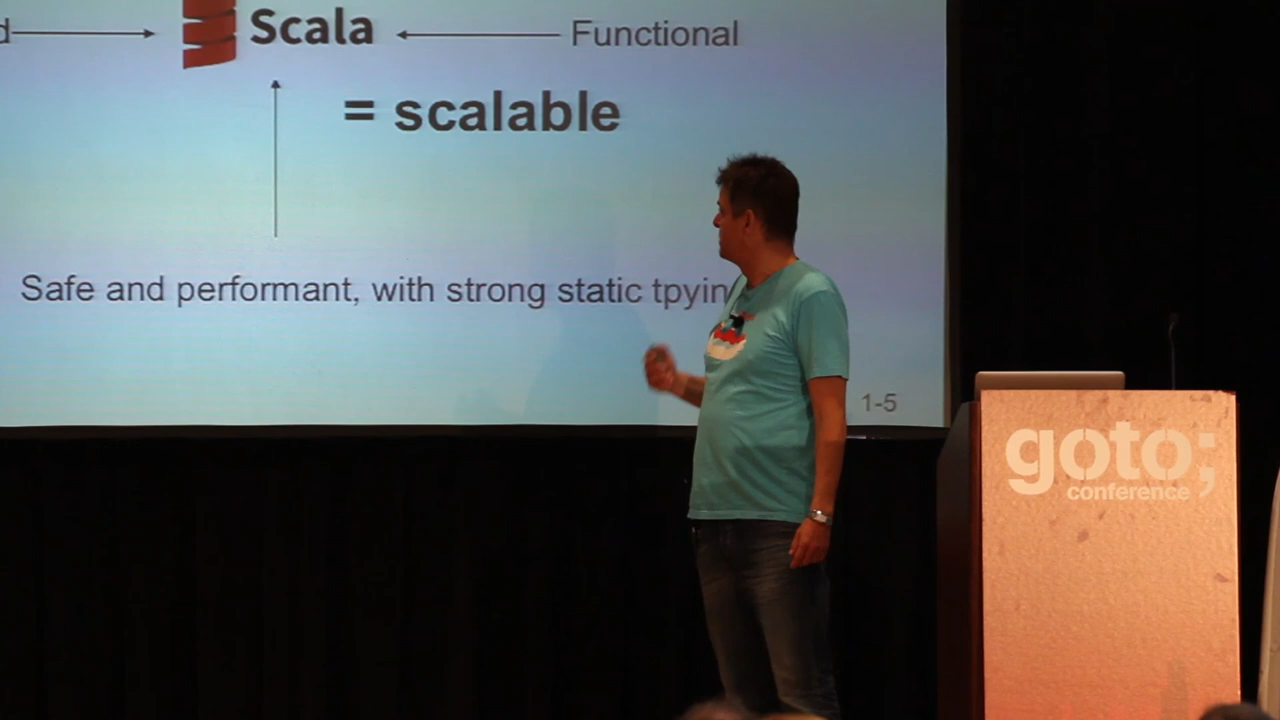 Scala
Functional
= scalable
Safe and performant, with strong static tpyin
1-5
goto;
conference